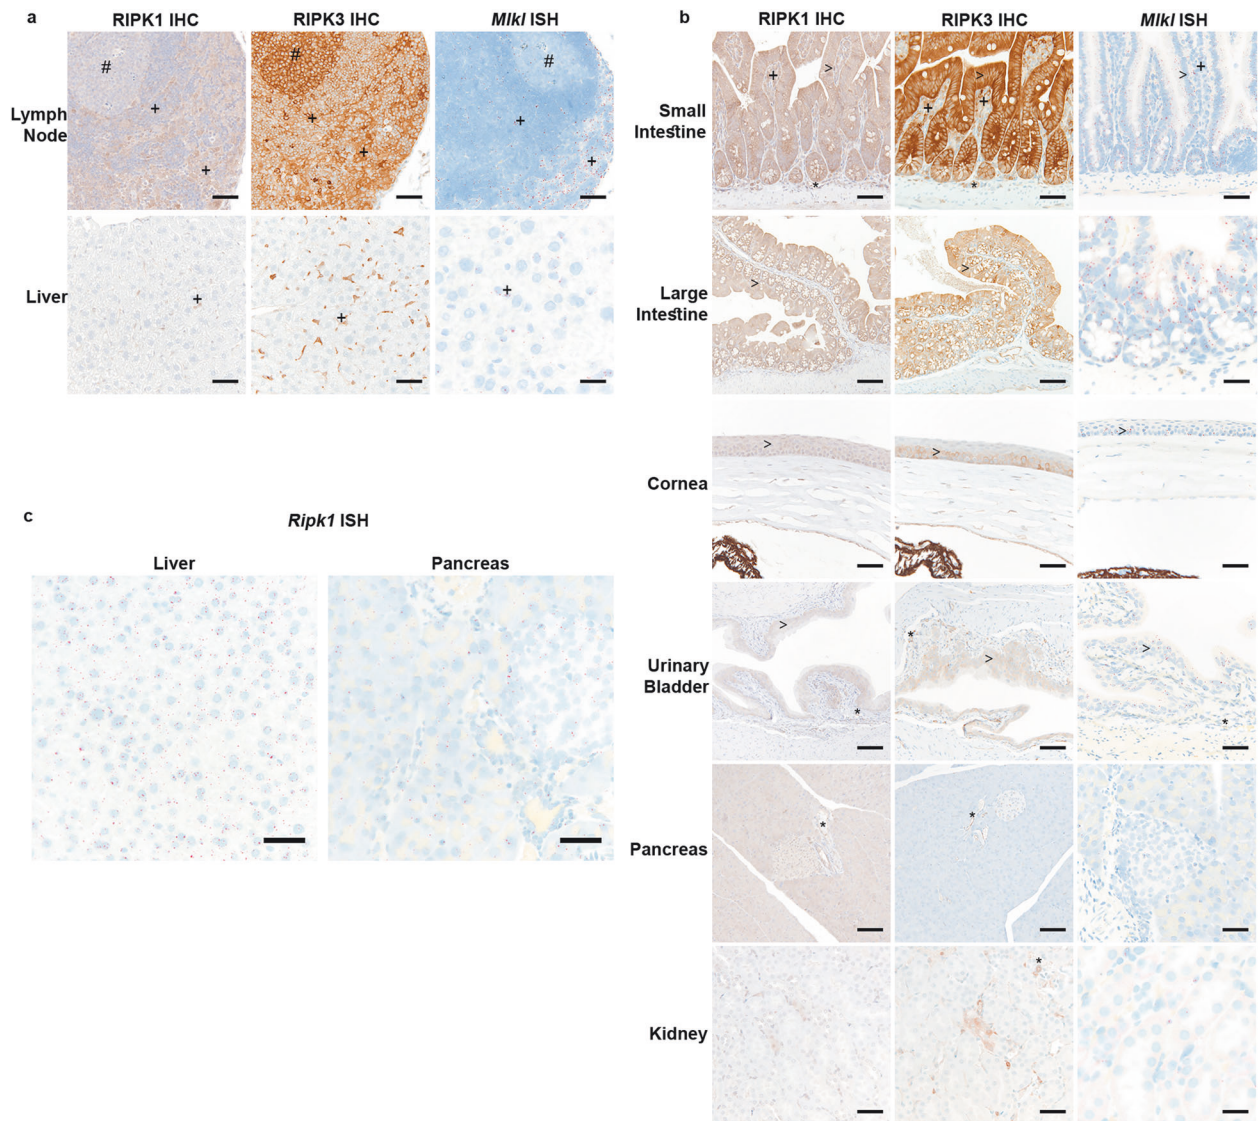 a
RIPK1 IHC
RIPK3 IHC
Mlkl ISH
Lymph
Node
#
+
+
#
+
+
#
+
+
Liver
+
+
+
b
RIPK1 IHC
RIPK3 IHC
Mlkl ISH
Small
Intestine
+
>
*
>
+
+
*
+
>
Large
Intestine
>
>
Cornea
>
>
>
Urinary
Bladder
>
*
*
>
>
*
Pancreas
*
*
Kidney
*
c
Ripk1 ISH
Liver
Pancreas